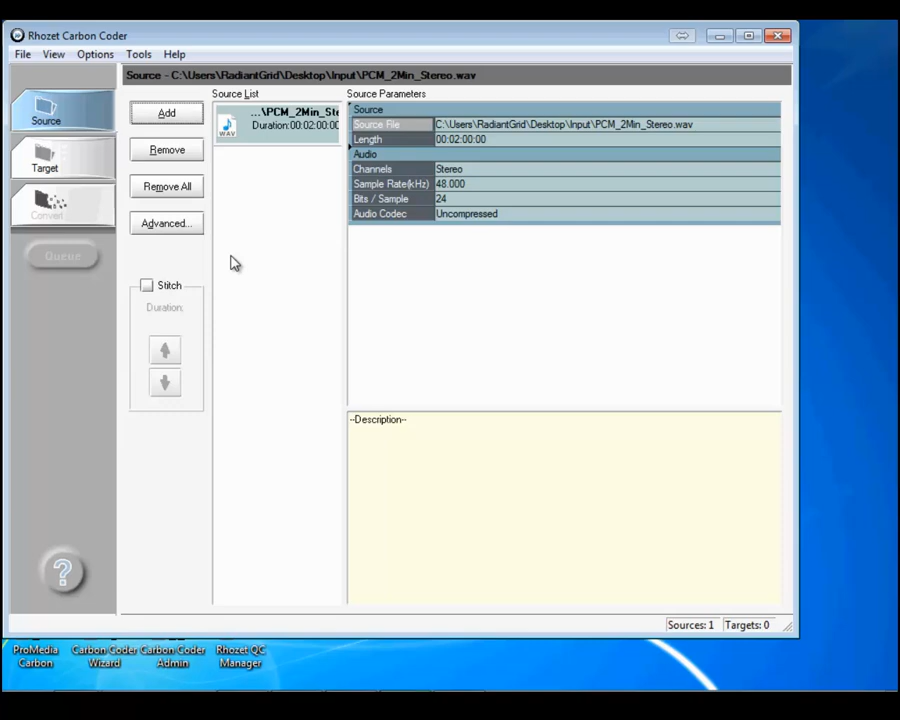 Rhozet Carbon Coder
File View Options Tools Help
Source - C:\Users\RadiantGrid\Desktop\Input\PCM_2Min_Stereo.wav
Source
Target
Convert
Queue
?
Add
Remove
Remove All
Advanced...
Stitch
Duration:
Source List
WAV
...\PCM_2Min_Ste
Duration:00:02:00:00
Source Parameters
Source
Source File C:\Users\RadiantGrid\Desktop\Input\PCM_2Min_Stereo.wav
Length 00:02:00:00
Audio
Channels Stereo
Sample Rate(kHz) 48.000
Bits / Sample 24
Audio Codec Uncompressed
--Description--
Sources: 1 Targets: 0
ProMedia Carbon
Carbon Coder Wizard
Carbon Coder Admin
Rhozet QC Manager